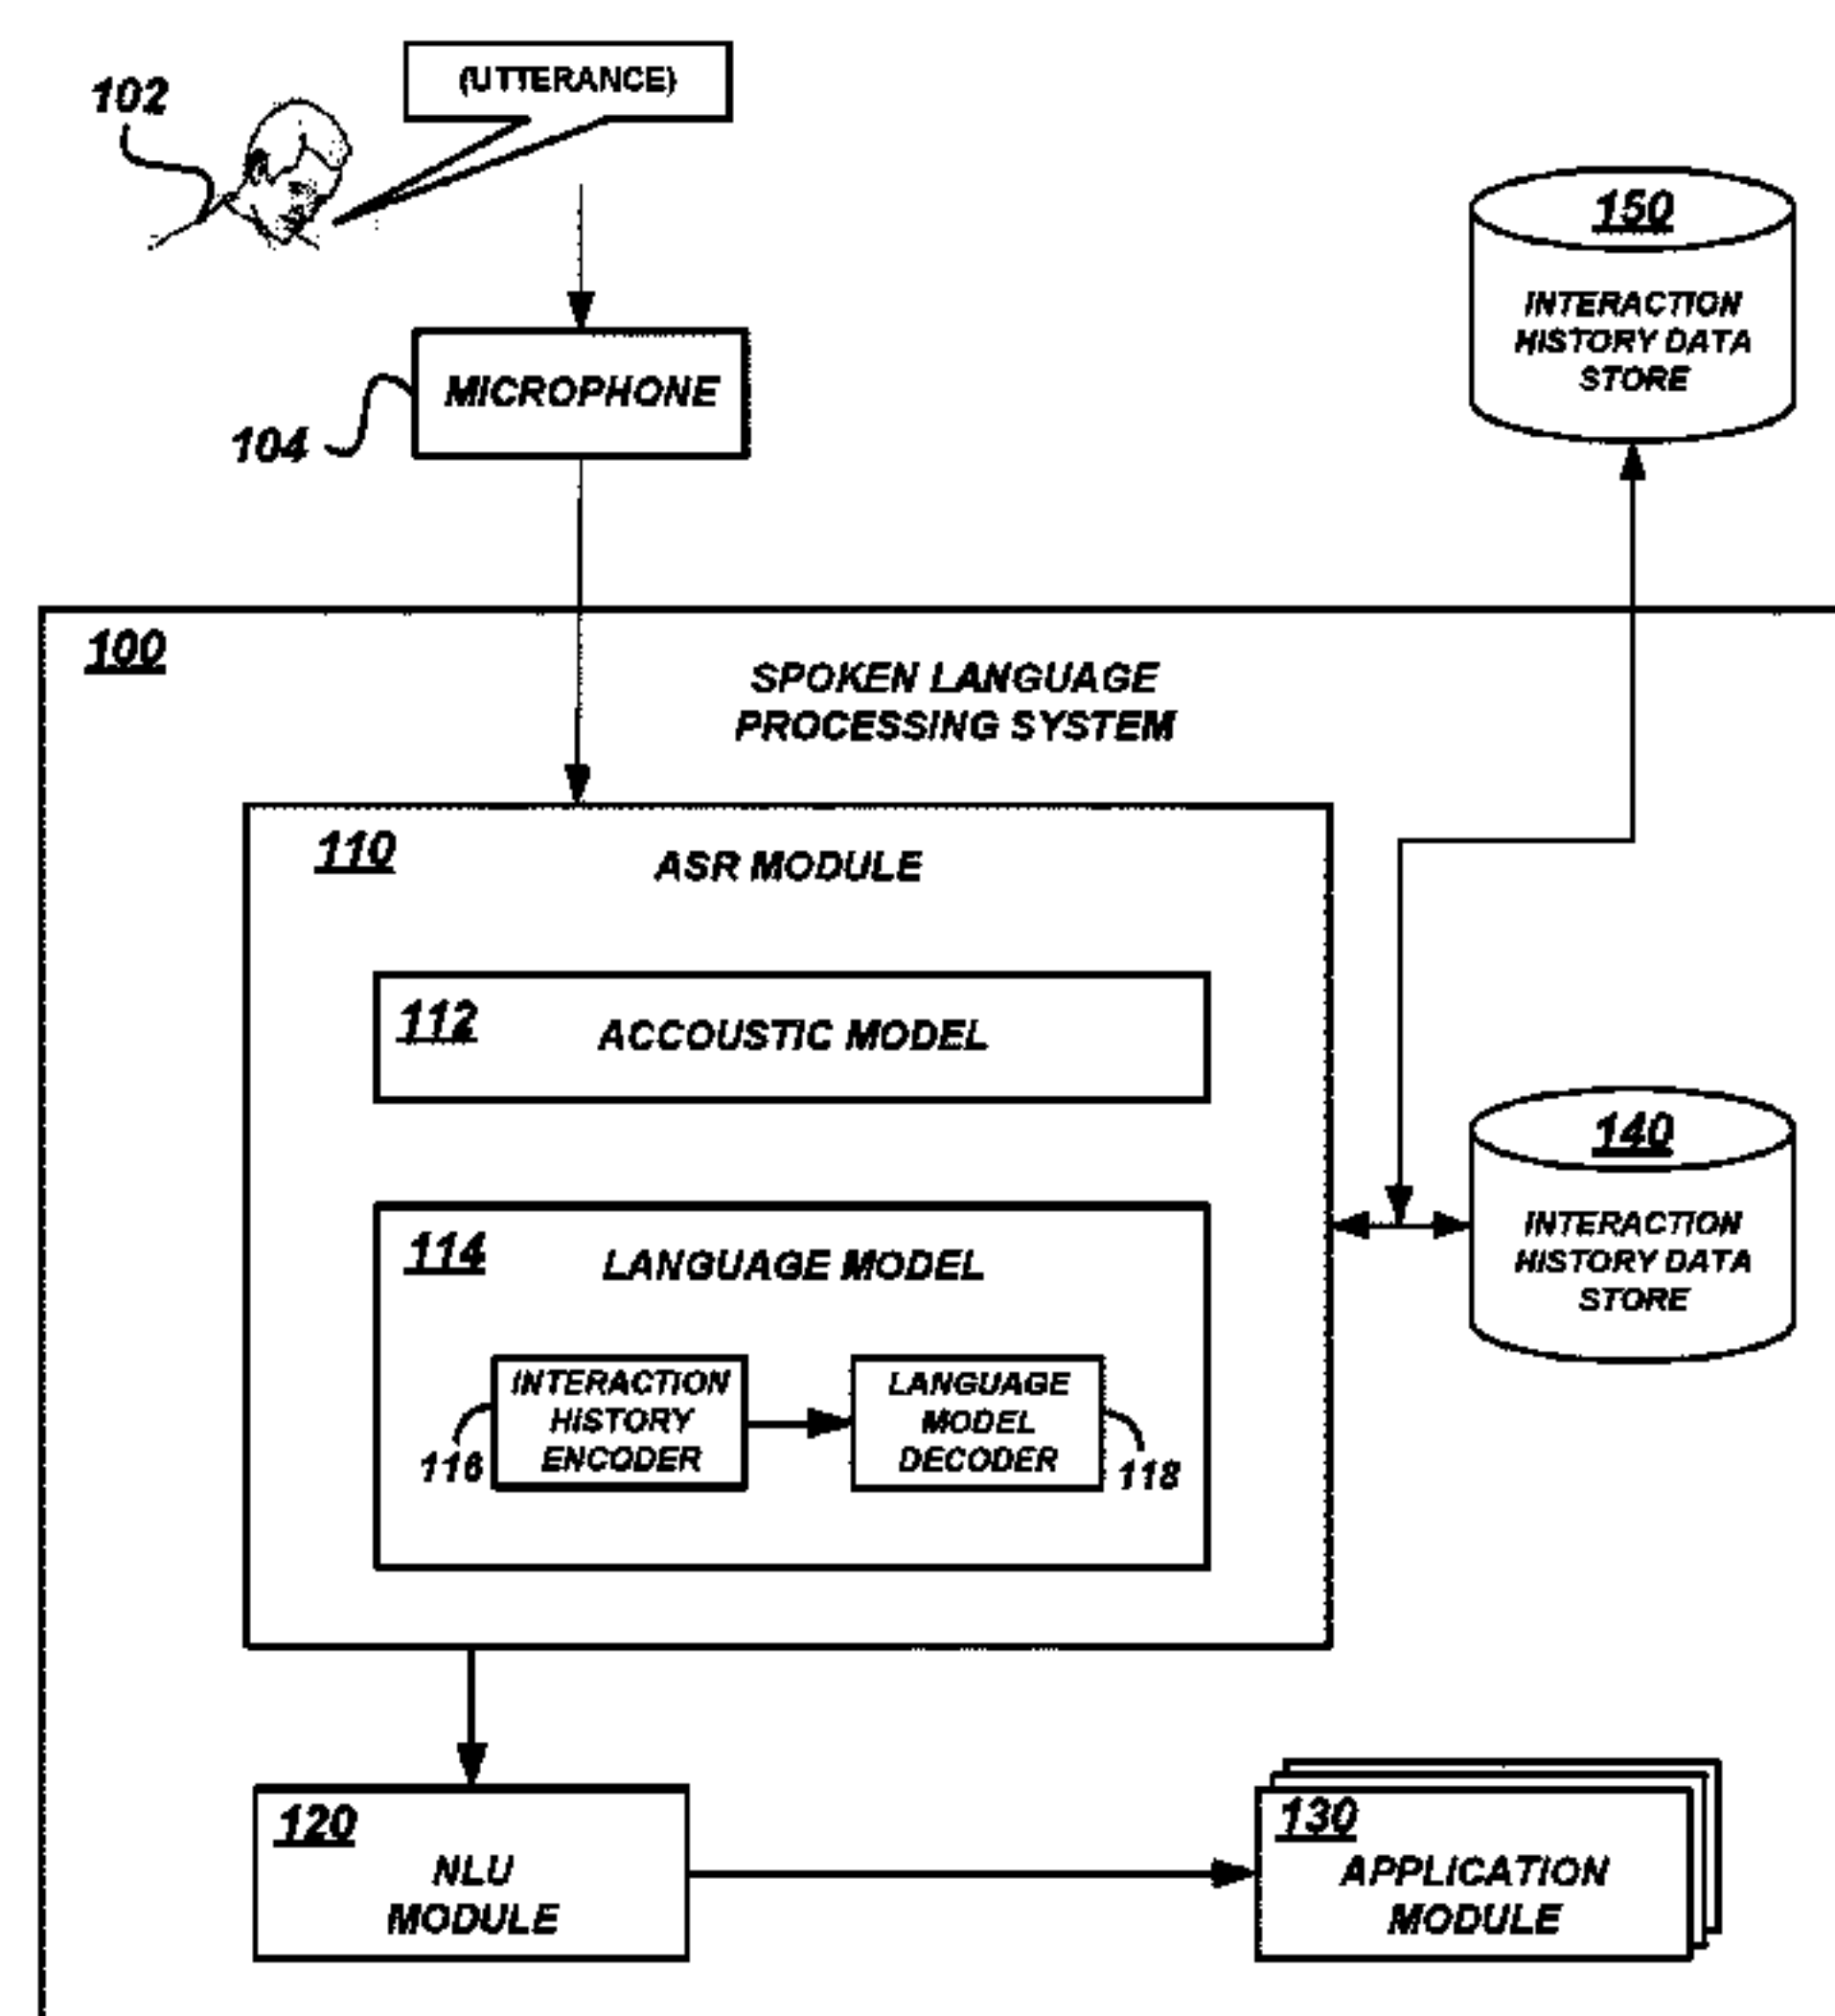 102
(UTTERANCE)
150
INTERACTION
HISTORY DATA
STORE
MICROPHONE
104
100
SPOKEN LANGUAGE
PROCESSING SYSTEM
110
ASR MODULE
112
ACCOUSTIC MODEL
140
INTERACTION
HISTORY DATA
STORE
114
LANGUAGE MODEL
INTERACTION
HISTORY
ENCODER
116
LANGUAGE
MODEL
DECODER
118
120
NLU
MODULE
130
APPLICATION
MODULE